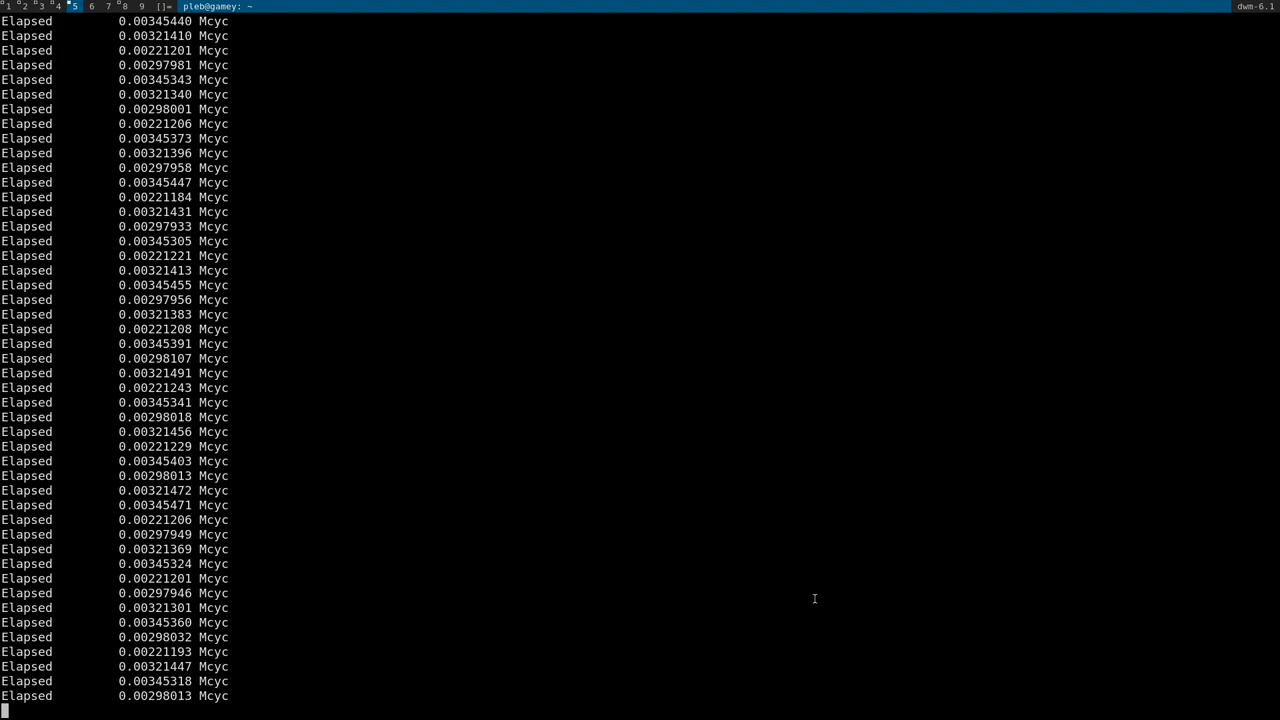 1 2 3 4 5 6 7 8 9 []= pleb@gamey: ~ dwm-6.1
Elapsed 0.00345440 Mcyc
Elapsed 0.00321410 Mcyc
Elapsed 0.00221201 Mcyc
Elapsed 0.00297981 Mcyc
Elapsed 0.00345343 Mcyc
Elapsed 0.00321340 Mcyc
Elapsed 0.00298001 Mcyc
Elapsed 0.00221206 Mcyc
Elapsed 0.00345373 Mcyc
Elapsed 0.00321396 Mcyc
Elapsed 0.00297958 Mcyc
Elapsed 0.00345447 Mcyc
Elapsed 0.00221184 Mcyc
Elapsed 0.00321431 Mcyc
Elapsed 0.00297933 Mcyc
Elapsed 0.00345305 Mcyc
Elapsed 0.00221221 Mcyc
Elapsed 0.00321413 Mcyc
Elapsed 0.00345455 Mcyc
Elapsed 0.00297956 Mcyc
Elapsed 0.00321383 Mcyc
Elapsed 0.00221208 Mcyc
Elapsed 0.00345391 Mcyc
Elapsed 0.00298107 Mcyc
Elapsed 0.00321491 Mcyc
Elapsed 0.00221243 Mcyc
Elapsed 0.00345341 Mcyc
Elapsed 0.00298018 Mcyc
Elapsed 0.00321456 Mcyc
Elapsed 0.00221229 Mcyc
Elapsed 0.00345403 Mcyc
Elapsed 0.00298013 Mcyc
Elapsed 0.00321472 Mcyc
Elapsed 0.00345471 Mcyc
Elapsed 0.00221206 Mcyc
Elapsed 0.00297949 Mcyc
Elapsed 0.00321369 Mcyc
Elapsed 0.00345324 Mcyc
Elapsed 0.00221201 Mcyc
Elapsed 0.00297946 Mcyc
Elapsed 0.00321301 Mcyc
Elapsed 0.00345360 Mcyc
Elapsed 0.00298032 Mcyc
Elapsed 0.00221193 Mcyc
Elapsed 0.00321447 Mcyc
Elapsed 0.00345318 Mcyc
Elapsed 0.00298013 Mcyc